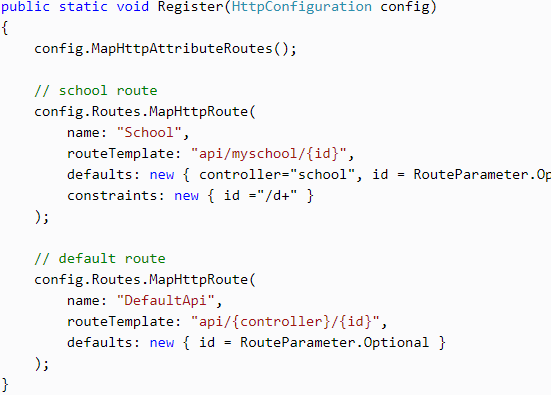 public static void Register(HttpConfiguration config)
{
    config.MapHttpAttributeRoutes();

    // school route
    config.Routes.MapHttpRoute(
        name: "School",
        routeTemplate: "api/myschool/{id}",
        defaults: new { controller="school", id = RouteParameter.Op
        constraints: new { id ="/d+" }
    );

    // default route
    config.Routes.MapHttpRoute(
        name: "DefaultApi",
        routeTemplate: "api/{controller}/{id}",
        defaults: new { id = RouteParameter.Optional }
    );
}